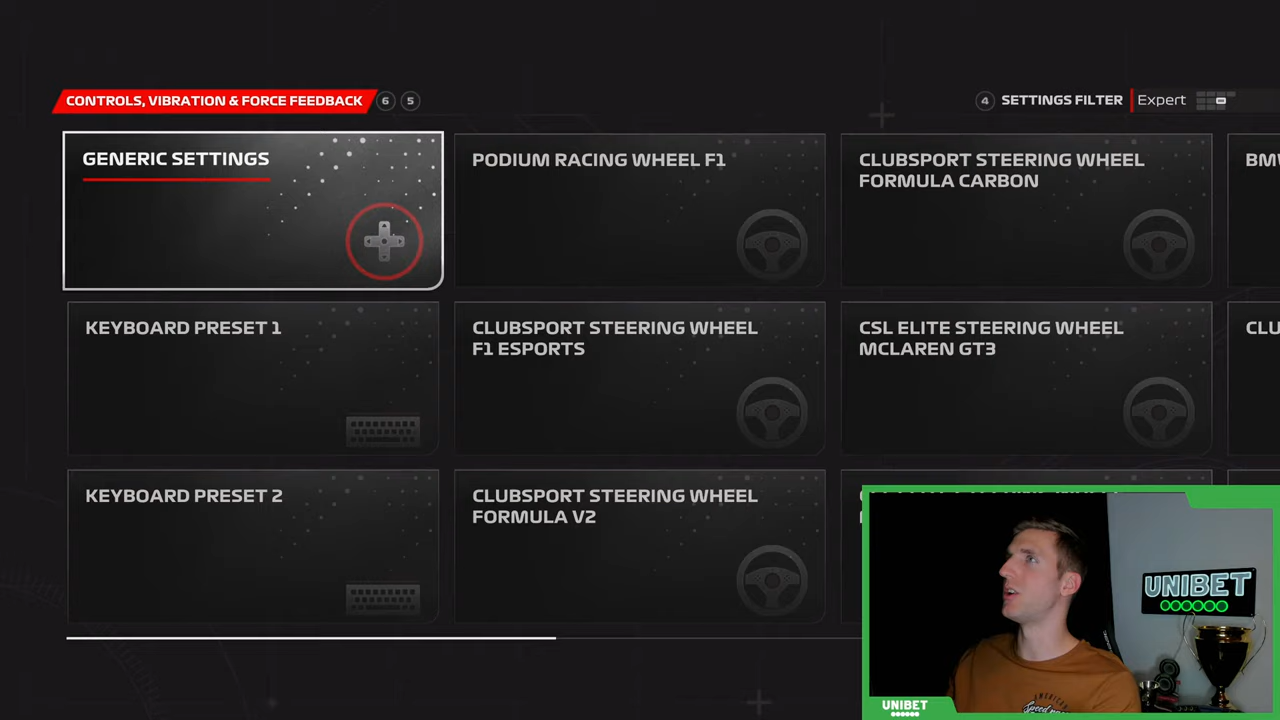 CONTROLS, VIBRATION & FORCE FEEDBACK
6 5
4 SETTINGS FILTER Expert
GENERIC SETTINGS
PODIUM RACING WHEEL F1
CLUBSPORT STEERING WHEEL
FORMULA CARBON
KEYBOARD PRESET 1
CLUBSPORT STEERING WHEEL
F1 ESPORTS
CSL ELITE STEERING WHEEL
MCLAREN GT3
KEYBOARD PRESET 2
CLUBSPORT STEERING WHEEL
FORMULA V2
UNIBET
UNIBET